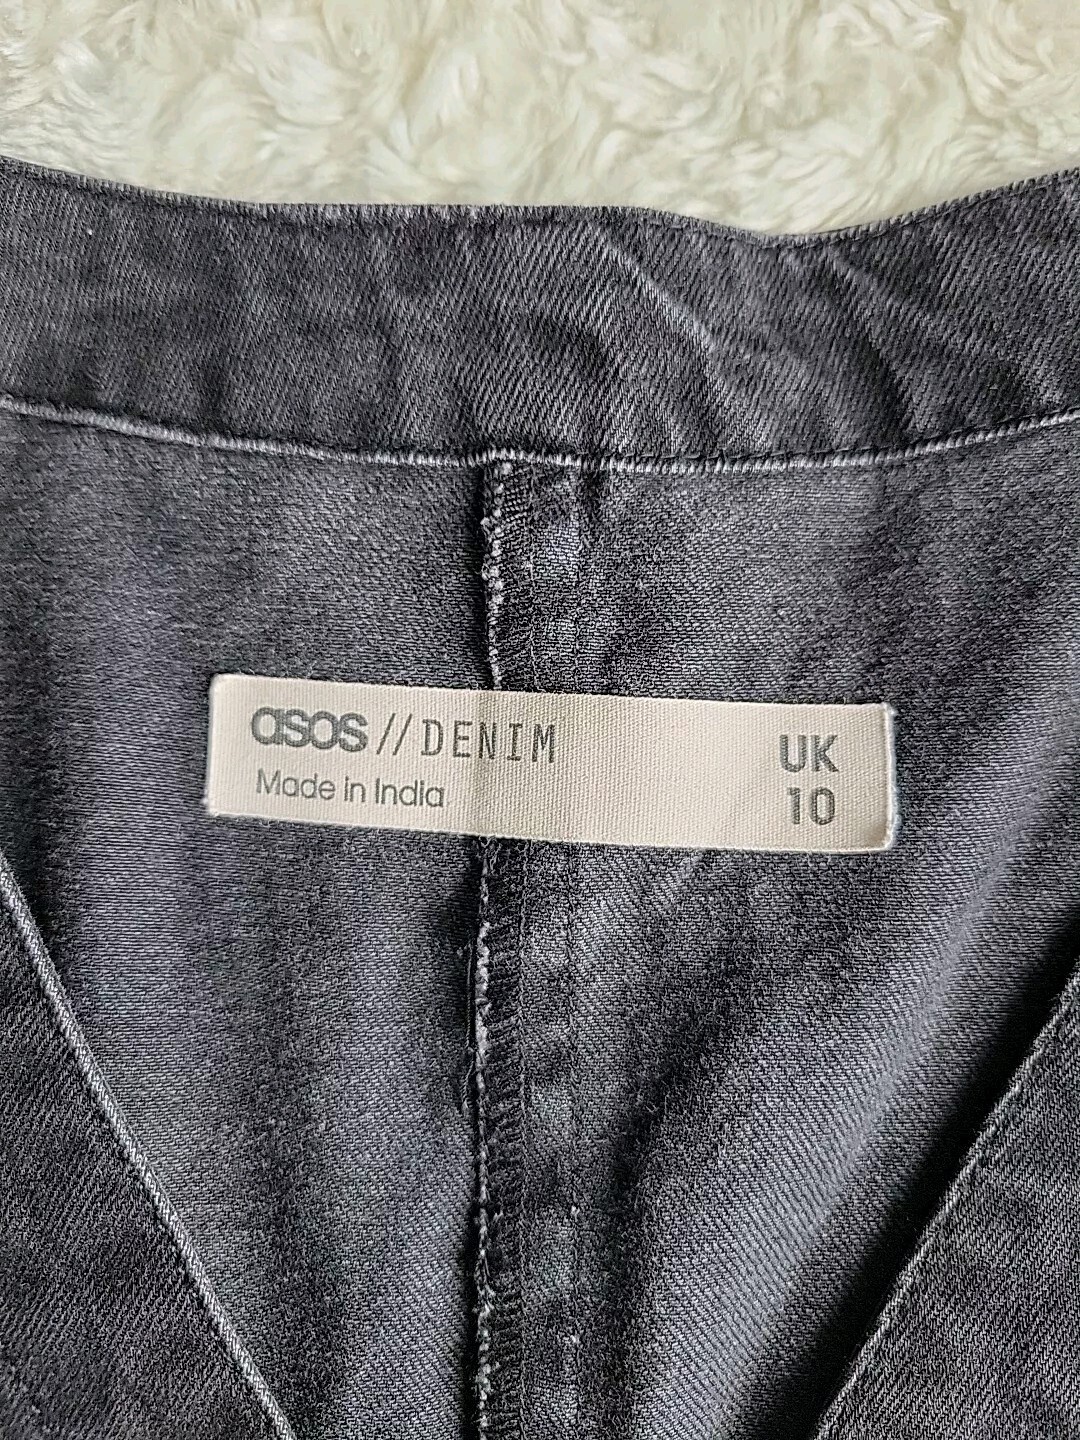 asos // DENIM
Made in India
UK
10